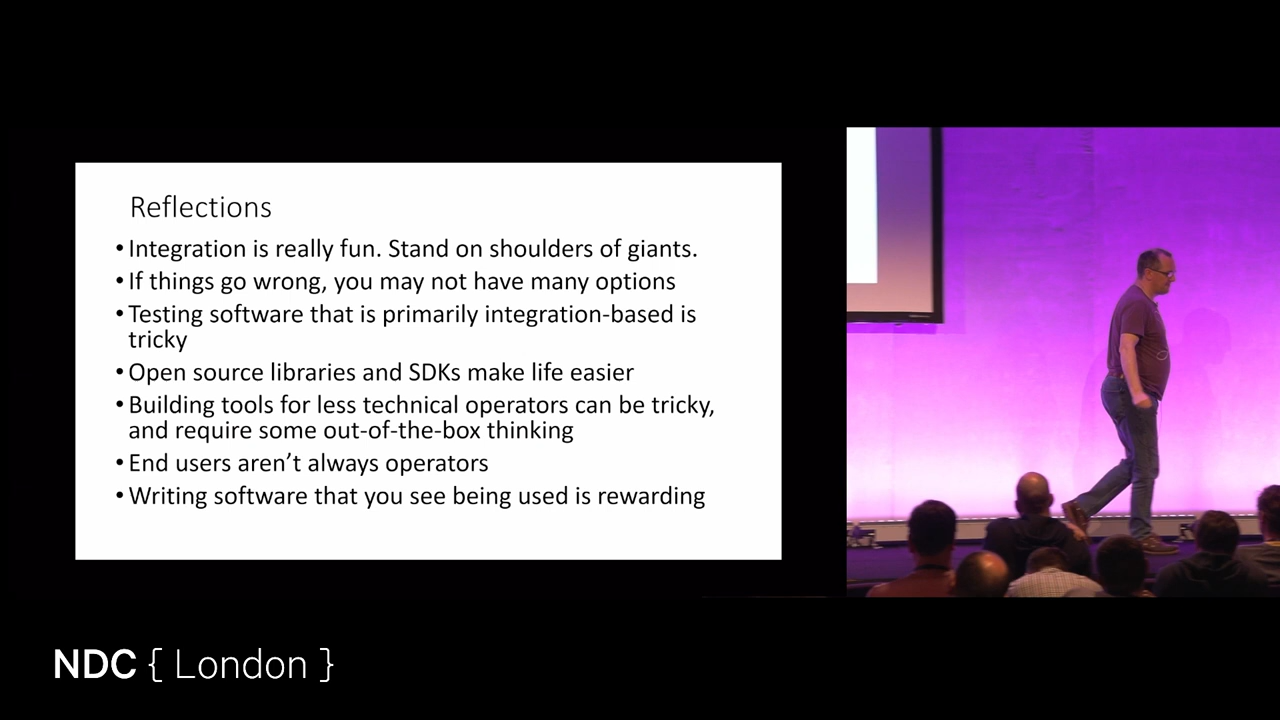 Reflections
•Integration is really fun. Stand on shoulders of giants.
•If things go wrong, you may not have many options
•Testing software that is primarily integration-based is
tricky
•Open source libraries and SDKs make life easier
•Building tools for less technical operators can be tricky,
and require some out-of-the-box thinking
•End users aren’t always operators
•Writing software that you see being used is rewarding
NDC { London }